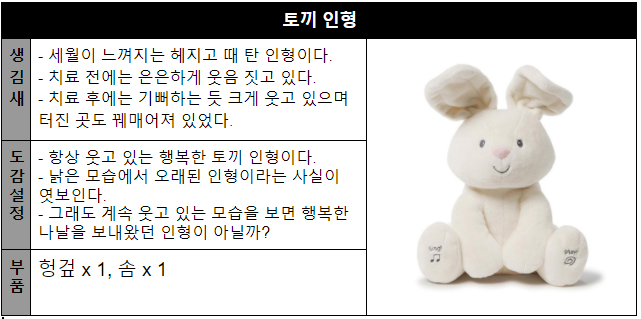 토끼 인형
생김새
- 세월이 느껴지는 헤지고 때 탄 인형이다.
- 치료 전에는 은은하게 웃음 짓고 있다.
- 치료 후에는 기뻐하는 듯 크게 웃고 있으며
터진 곳도 꿰매어져 있었다.
도감설정
- 항상 웃고 있는 행복한 토끼 인형이다.
- 낡은 모습에서 오래된 인형이라는 사실이
엿보인다.
- 그래도 계속 웃고 있는 모습을 보면 행복한
나날을 보내왔던 인형이 아닐까?
부품
헝겊 x 1, 솜 x 1
Sing!
Play!